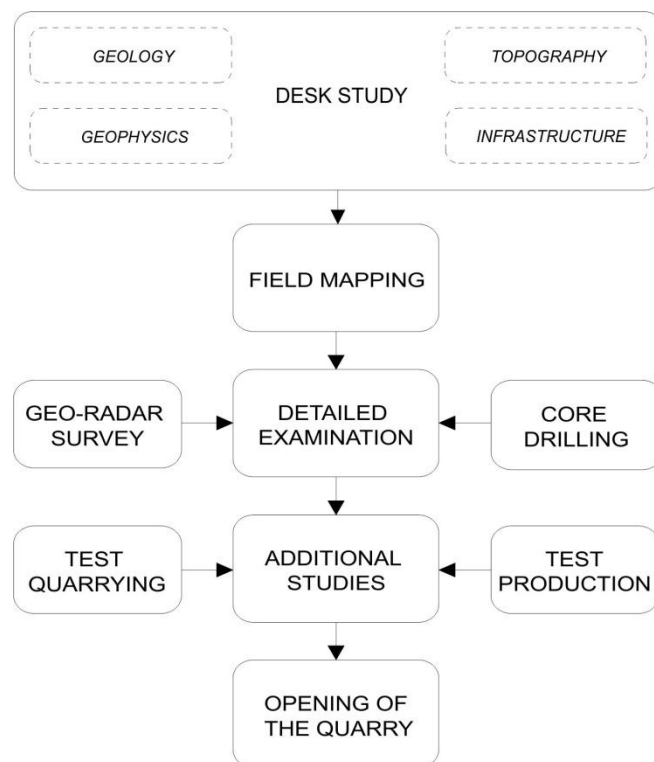 GEOLOGY
TOPOGRAPHY
DESK STUDY
GEOPHYSICS
INFRASTRUCTURE
FIELD MAPPING
GEO-RADAR
SURVEY
DETAILED
EXAMINATION
CORE
DRILLING
TEST
QUARRYING
ADDITIONAL
STUDIES
TEST
PRODUCTION
OPENING OF
THE QUARRY